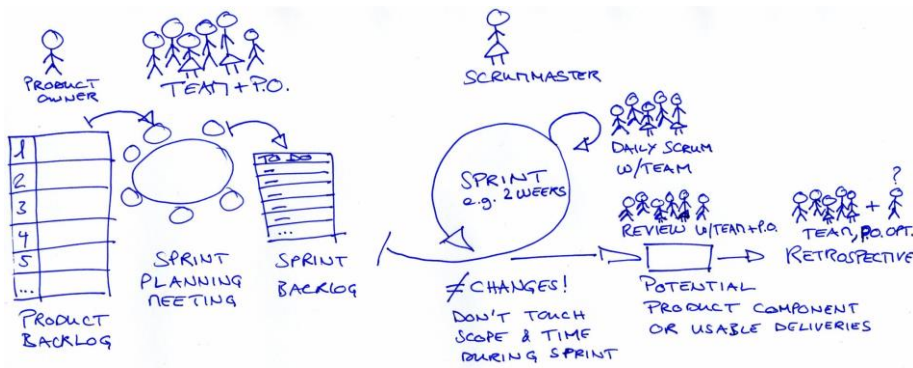 PRODUCT
OWNER
TEAM + P.O.
SCRUMMASTER
1
2
3
4
5
...
PRODUCT
BACKLOG
SPRINT
PLANNING
MEETING
TO DO
...
SPRINT
BACKLOG
SPRINT
e.g. 2 WEEKS
DAILY SCRUM
W/TEAM
≠ CHANGES!
DON'T TOUCH
SCOPE & TIME
DURING SPRINT
REVIEW W/TEAM+P.O.
POTENTIAL
PRODUCT COMPONENT
OR USABLE DELIVERIES
+ ?
TEAM, P.O. OPT.
RETROSPECTIVE